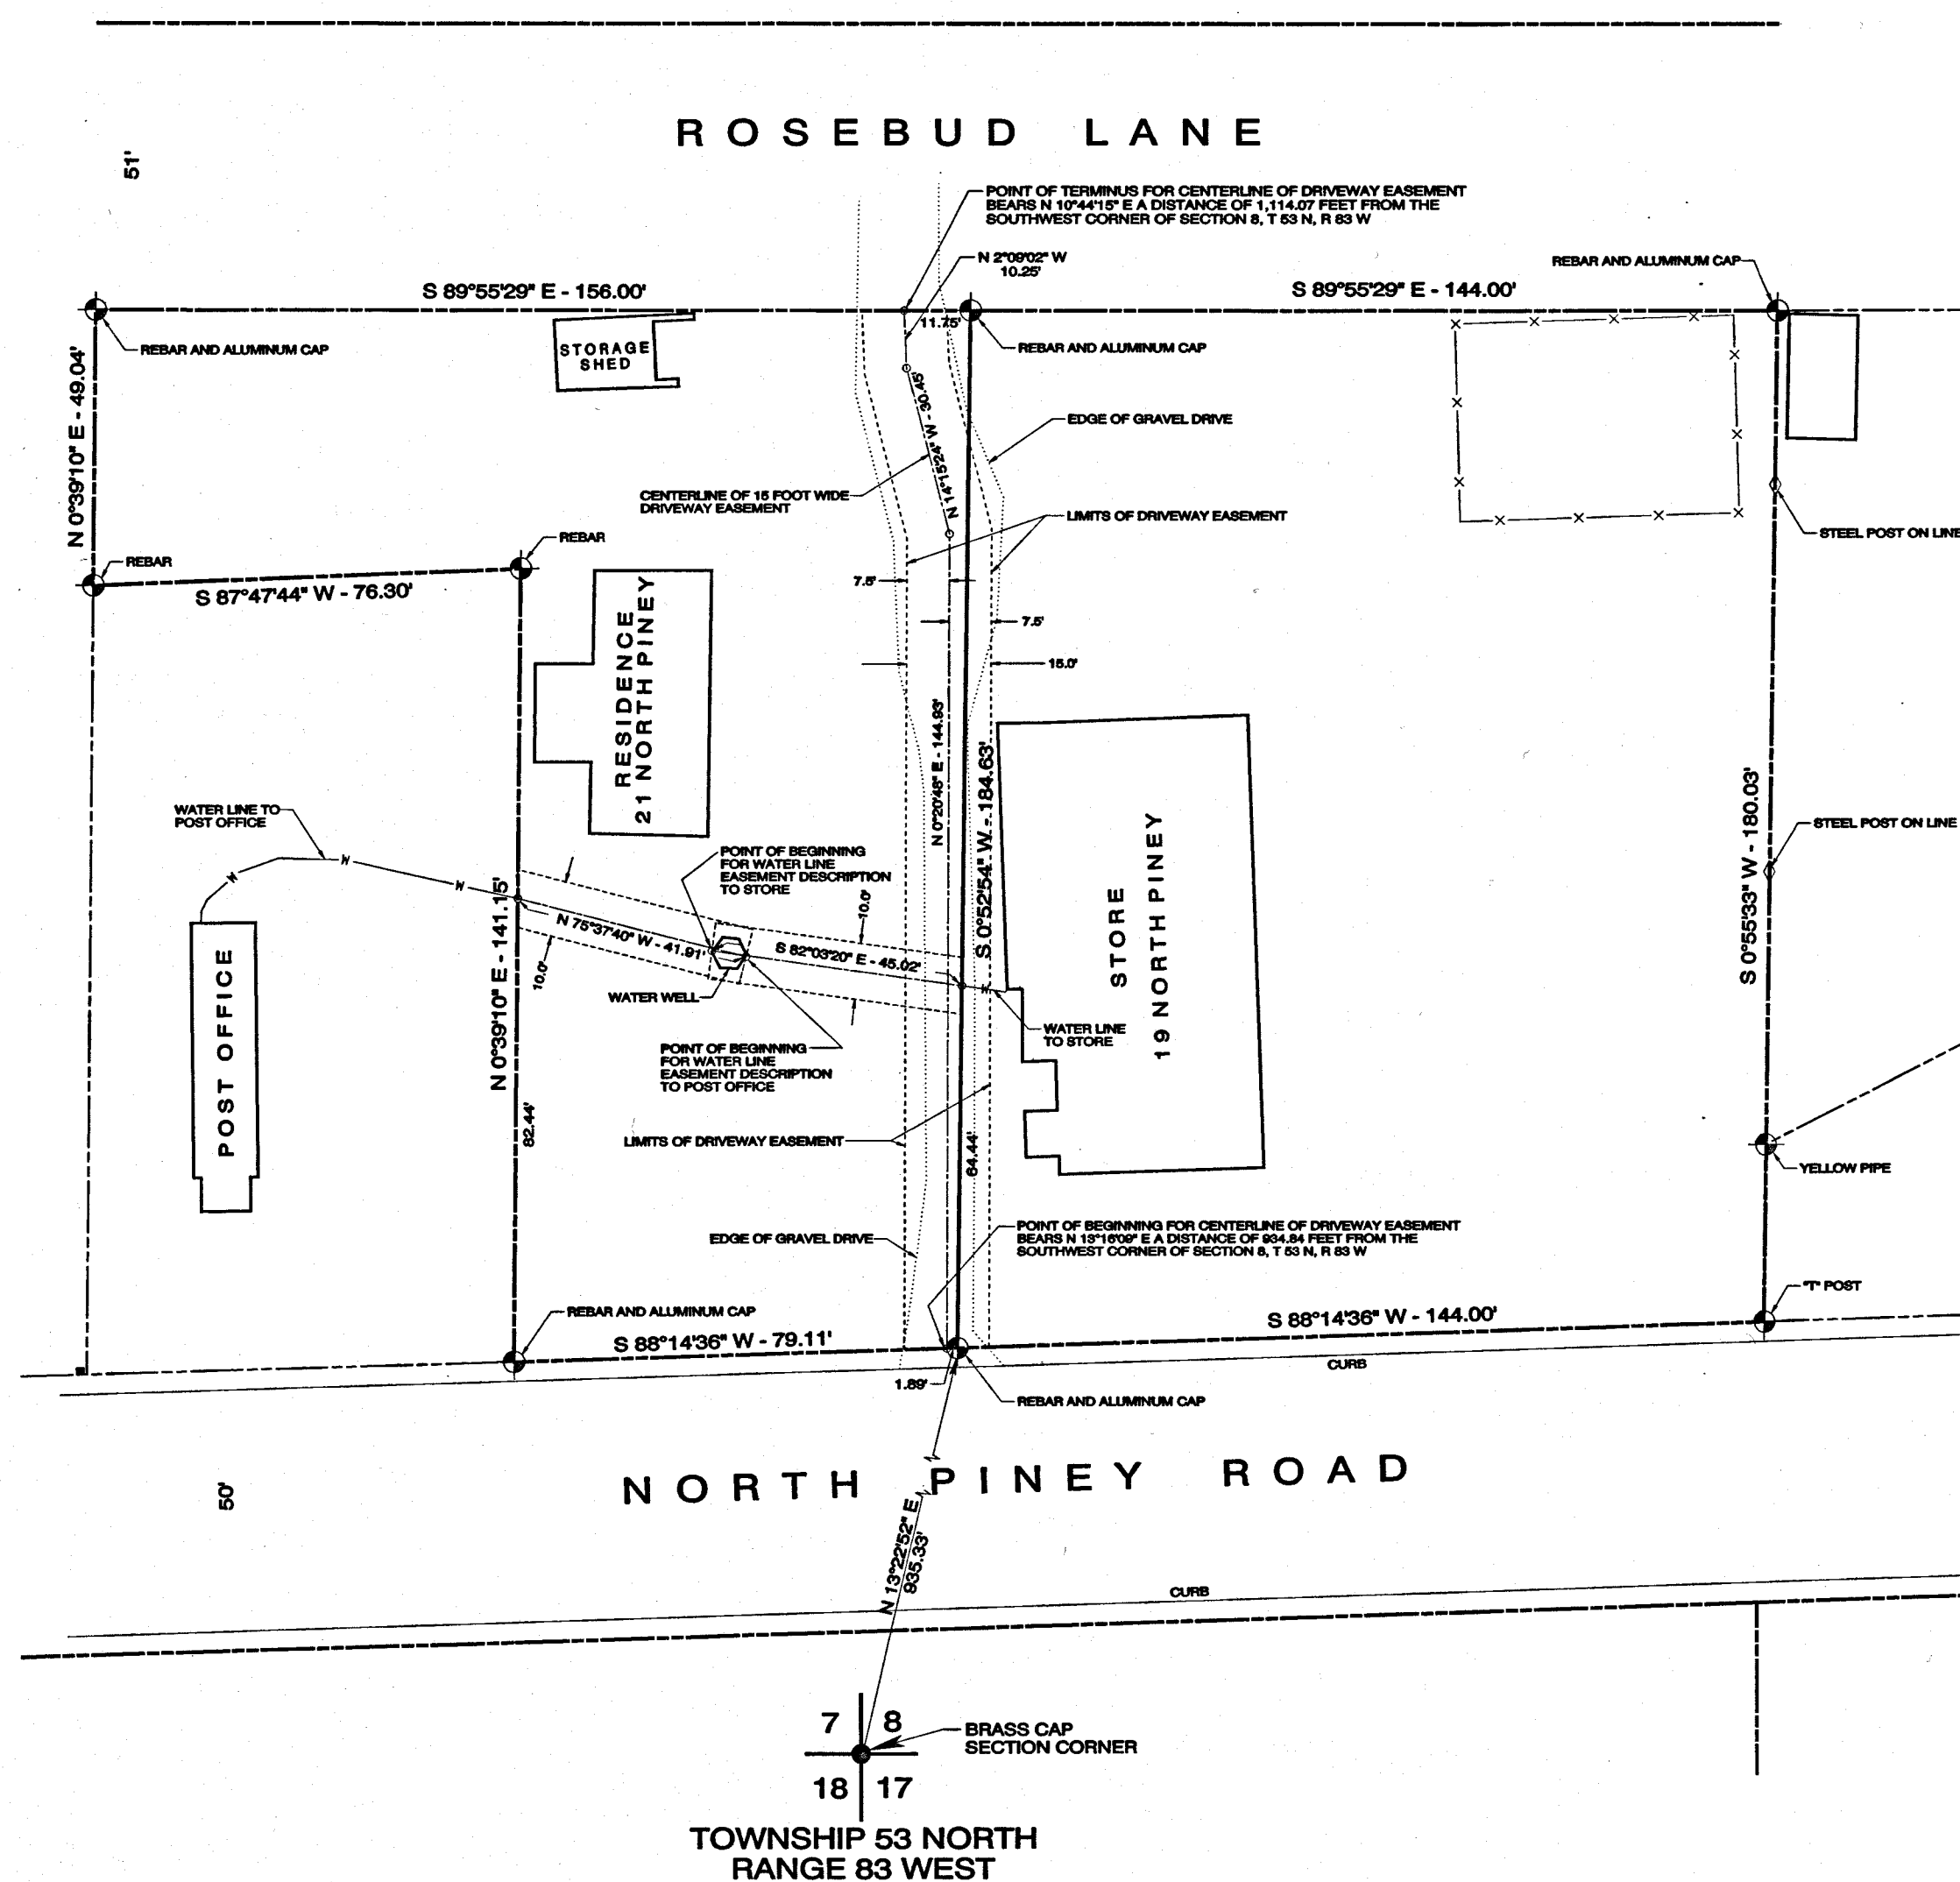 ROSEBUD LANE
51'
POINT OF TERMINUS FOR CENTERLINE OF DRIVEWAY EASEMENT
BEARS N 10°44'15" E A DISTANCE OF 1,114.07 FEET FROM THE
SOUTHWEST CORNER OF SECTION 8, T 53 N, R 83 W
N 2°09'02" W
10.25'
REBAR AND ALUMINUM CAP
S 89°55'29" E - 156.00'
S 89°55'29" E - 144.00'
11.75'
REBAR AND ALUMINUM CAP
STORAGE
SHED
REBAR AND ALUMINUM CAP
N 0°39'10" E - 49.04'
N 14°15'24" W - 30.45'
EDGE OF GRAVEL DRIVE
CENTERLINE OF 15 FOOT WIDE
DRIVEWAY EASEMENT
LIMITS OF DRIVEWAY EASEMENT
STEEL POST ON LINE
REBAR
REBAR
S 87°47'44" W - 76.30'
7.5'
7.5'
15.0'
RESIDENCE
21 NORTH PINEY
N 0°20'48" E - 144.93'
S 0°52'54" W - 184.63'
S 0°55'33" W - 180.03'
WATER LINE TO
POST OFFICE
W
W
W
STEEL POST ON LINE
POINT OF BEGINNING
FOR WATER LINE
EASEMENT DESCRIPTION
TO STORE
10.0'
STORE
19 NORTH PINEY
N 0°39'10" E - 141.15'
N 75°37'40" W - 41.91'
S 82°03'20" E - 45.02'
10.0'
WATER WELL
W
WATER LINE
TO STORE
POST OFFICE
POINT OF BEGINNING
FOR WATER LINE
EASEMENT DESCRIPTION
TO POST OFFICE
82.44'
LIMITS OF DRIVEWAY EASEMENT
64.44'
YELLOW PIPE
EDGE OF GRAVEL DRIVE
POINT OF BEGINNING FOR CENTERLINE OF DRIVEWAY EASEMENT
BEARS N 13°16'09" E A DISTANCE OF 934.84 FEET FROM THE
SOUTHWEST CORNER OF SECTION 8, T 53 N, R 83 W
"T" POST
REBAR AND ALUMINUM CAP
S 88°14'36" W - 79.11'
S 88°14'36" W - 144.00'
CURB
1.89'
REBAR AND ALUMINUM CAP
NORTH PINEY ROAD
50'
N 13°22'52" E
935.33'
CURB
7 8
BRASS CAP
SECTION CORNER
18 17
TOWNSHIP 53 NORTH
RANGE 83 WEST